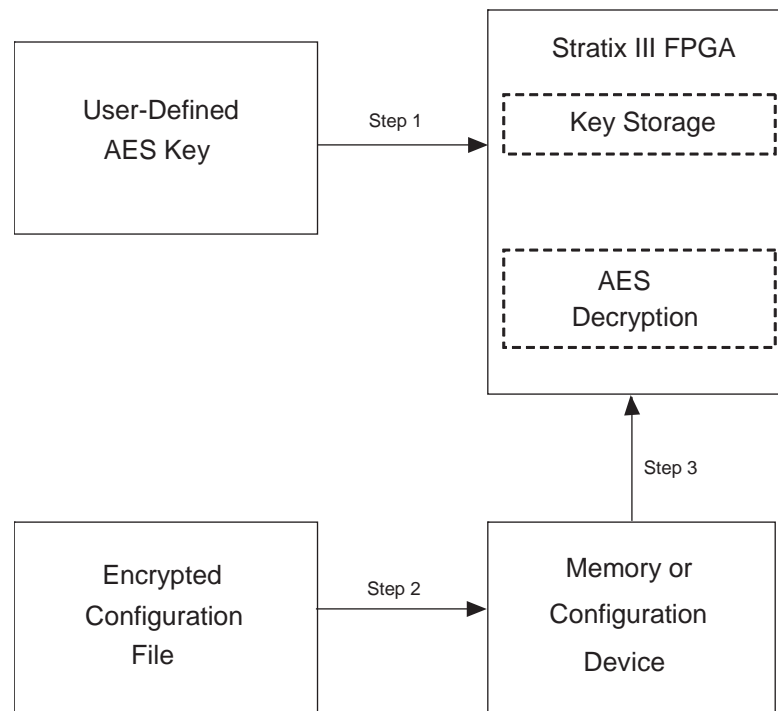 Stratix III FPGA
User-Defined
AES Key
Step 1
Key Storage
AES
Decryption
Step 3
Encrypted
Configuration
File
Step 2
Memory or
Configuration
Device